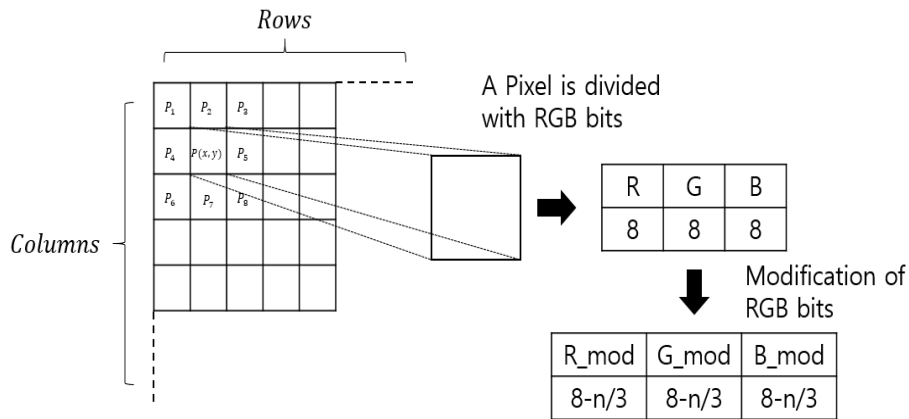 Rows
A Pixel is divided
with RGB bits
P₁ P₂ P₃
P₄ P(x,y) P₅
P₆ P₇ P₈
Columns
R G B
8 8 8
Modification of
RGB bits
R_mod G_mod B_mod
8-n/3 8-n/3 8-n/3